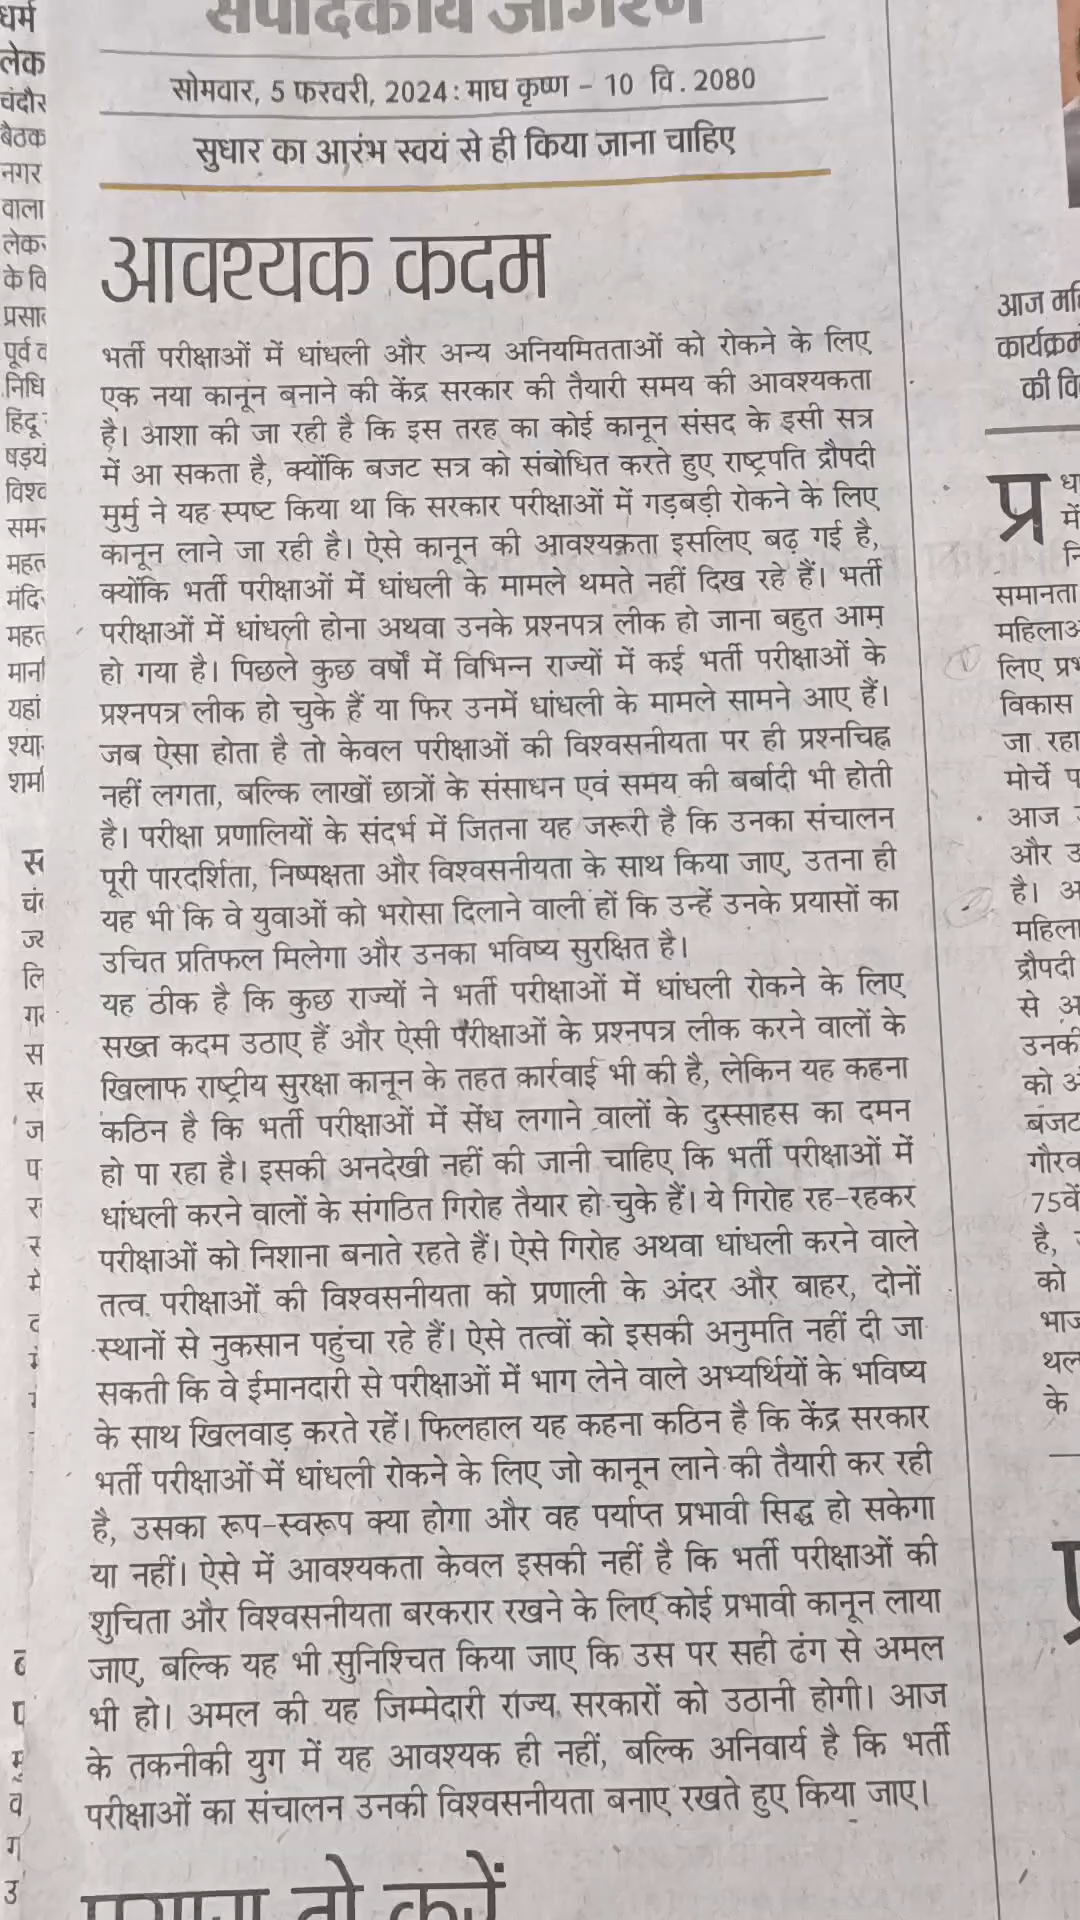 संपादकीय जागरण
सोमवार, 5 फरवरी, 2024: माघ कृष्ण - 10 वि. 2080
सुधार का आरंभ स्वयं से ही किया जाना चाहिए
आवश्यक कदम
भर्ती परीक्षाओं में धांधली और अन्य अनियमितताओं को रोकने के लिए
एक नया कानून बनाने की केंद्र सरकार की तैयारी समय की आवश्यकता
है। आशा की जा रही है कि इस तरह का कोई कानून संसद के इसी सत्र
में आ सकता है, क्योंकि बजट सत्र को संबोधित करते हुए राष्ट्रपति द्रौपदी
मुर्मु ने यह स्पष्ट किया था कि सरकार परीक्षाओं में गड़बड़ी रोकने के लिए
कानून लाने जा रही है। ऐसे कानून की आवश्यकता इसलिए बढ़ गई है,
क्योंकि भर्ती परीक्षाओं में धांधली के मामले थमते नहीं दिख रहे हैं। भर्ती
परीक्षाओं में धांधली होना अथवा उनके प्रश्नपत्र लीक हो जाना बहुत आम
हो गया है। पिछले कुछ वर्षों में विभिन्न राज्यों में कई भर्ती परीक्षाओं के
प्रश्नपत्र लीक हो चुके हैं या फिर उनमें धांधली के मामले सामने आए हैं।
जब ऐसा होता है तो केवल परीक्षाओं की विश्वसनीयता पर ही प्रश्नचिह्न
नहीं लगता, बल्कि लाखों छात्रों के संसाधन एवं समय की बर्बादी भी होती
है। परीक्षा प्रणालियों के संदर्भ में जितना यह जरूरी है कि उनका संचालन
पूरी पारदर्शिता, निष्पक्षता और विश्वसनीयता के साथ किया जाए, उतना ही
यह भी कि वे युवाओं को भरोसा दिलाने वाली हों कि उन्हें उनके प्रयासों का
उचित प्रतिफल मिलेगा और उनका भविष्य सुरक्षित है।
यह ठीक है कि कुछ राज्यों ने भर्ती परीक्षाओं में धांधली रोकने के लिए
सख्त कदम उठाए हैं और ऐसी परीक्षाओं के प्रश्नपत्र लीक करने वालों के
खिलाफ राष्ट्रीय सुरक्षा कानून के तहत कार्रवाई भी की है, लेकिन यह कहना
कठिन है कि भर्ती परीक्षाओं में सेंध लगाने वालों के दुस्साहस का दमन
हो पा रहा है। इसकी अनदेखी नहीं की जानी चाहिए कि भर्ती परीक्षाओं में
धांधली करने वालों के संगठित गिरोह तैयार हो चुके हैं। ये गिरोह रह-रहकर
परीक्षाओं को निशाना बनाते रहते हैं। ऐसे गिरोह अथवा धांधली करने वाले
तत्व परीक्षाओं की विश्वसनीयता को प्रणाली के अंदर और बाहर, दोनों
स्थानों से नुकसान पहुंचा रहे हैं। ऐसे तत्वों को इसकी अनुमति नहीं दी जा
सकती कि वे ईमानदारी से परीक्षाओं में भाग लेने वाले अभ्यर्थियों के भविष्य
के साथ खिलवाड़ करते रहें। फिलहाल यह कहना कठिन है कि केंद्र सरकार
भर्ती परीक्षाओं में धांधली रोकने के लिए जो कानून लाने की तैयारी कर रही
है, उसका रूप-स्वरूप क्या होगा और वह पर्याप्त प्रभावी सिद्ध हो सकेगा
या नहीं। ऐसे में आवश्यकता केवल इसकी नहीं है कि भर्ती परीक्षाओं की
शुचिता और विश्वसनीयता बरकरार रखने के लिए कोई प्रभावी कानून लाया
जाए, बल्कि यह भी सुनिश्चित किया जाए कि उस पर सही ढंग से अमल
भी हो। अमल की यह जिम्मेदारी राज्य सरकारों को उठानी होगी। आज
के तकनीकी युग में यह आवश्यक ही नहीं, बल्कि अनिवार्य है कि भर्ती
परीक्षाओं का संचालन उनकी विश्वसनीयता बनाए रखते हुए किया जाए।
धर्म
नगर
वाला
आज
समानता
विकास
जा रहा
आज
और
है।
द्रौपदी
से
को
75वें
है,
को
के